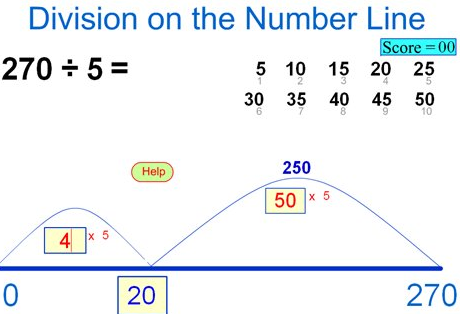 Division on the Number Line
Score = 00
270 ÷ 5 =
5 10 15 20 25
1 2 3 4 5
30 35 40 45 50
6 7 8 9 10
Help
250
50 x 5
4 x 5
0 20 270